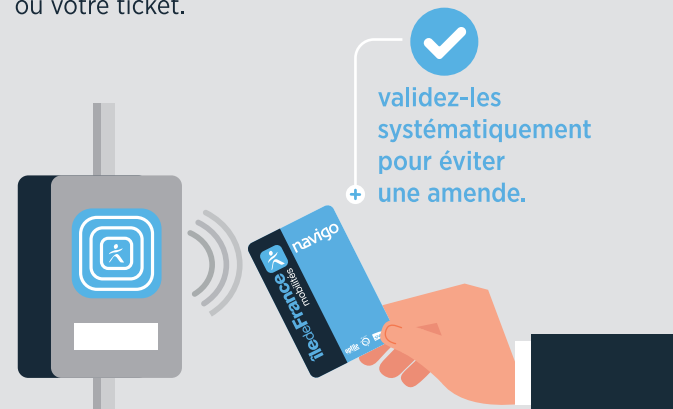 ou votre ticket.
validez-les
systématiquement
pour éviter
une amende.
navigo
îledeFrance
mobilités